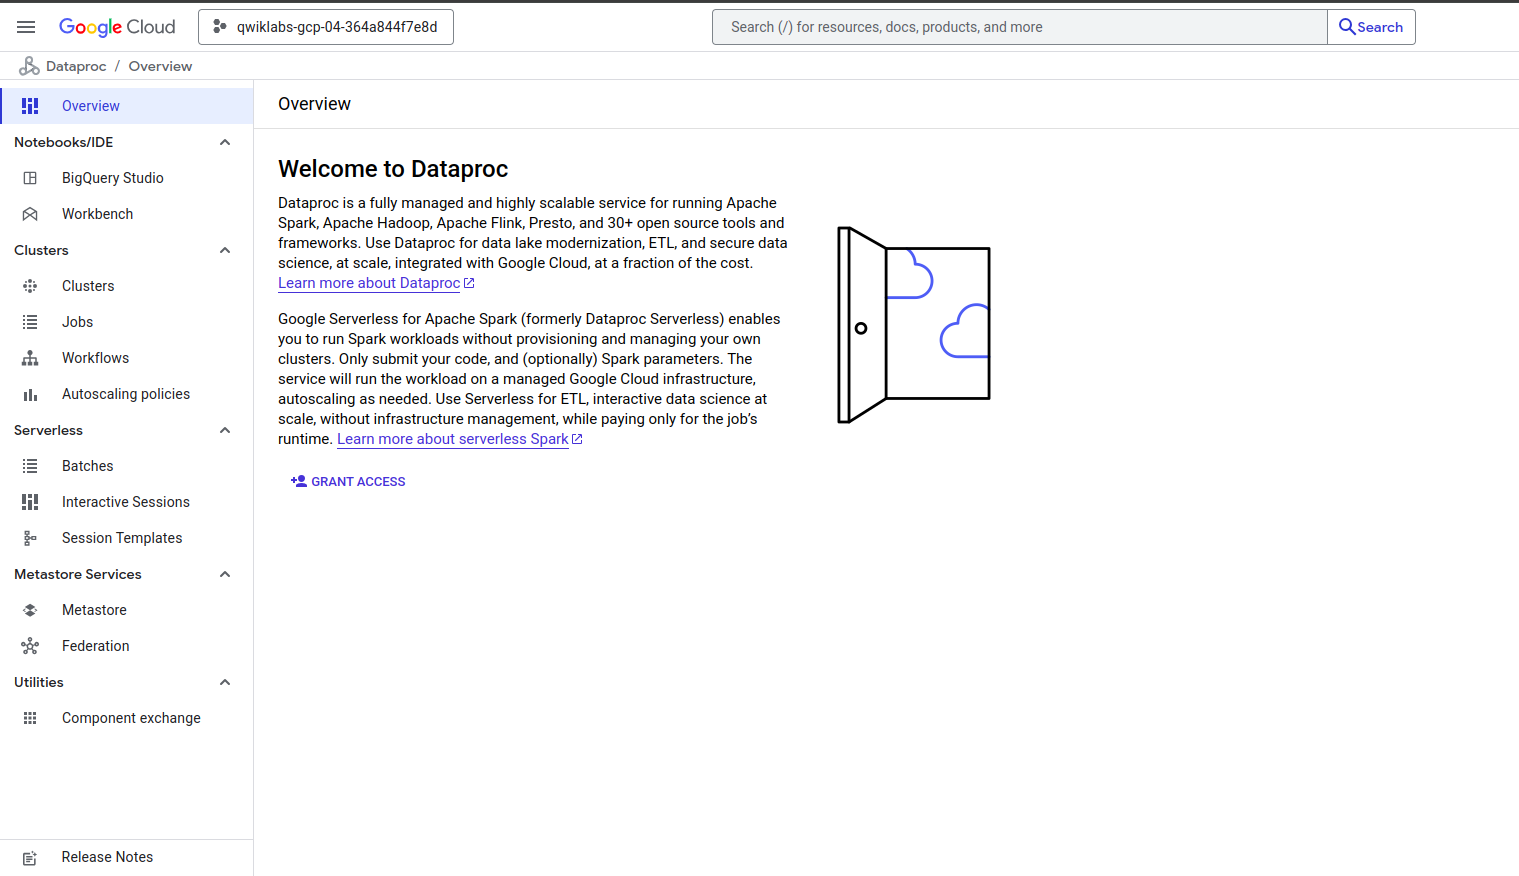 Google Cloud
qwiklabs-gcp-04-364a844f7e8d
Search (/) for resources, docs, products, and more
Search
Dataproc / Overview
Overview
Notebooks/IDE
BigQuery Studio
Workbench
Clusters
Clusters
Jobs
Workflows
Autoscaling policies
Serverless
Batches
Interactive Sessions
Session Templates
Metastore Services
Metastore
Federation
Utilities
Component exchange
Release Notes
Overview
Welcome to Dataproc
Dataproc is a fully managed and highly scalable service for running Apache
Spark, Apache Hadoop, Apache Flink, Presto, and 30+ open source tools and
frameworks. Use Dataproc for data lake modernization, ETL, and secure data
science, at scale, integrated with Google Cloud, at a fraction of the cost.
Learn more about Dataproc
Google Serverless for Apache Spark (formerly Dataproc Serverless) enables
you to run Spark workloads without provisioning and managing your own
clusters. Only submit your code, and (optionally) Spark parameters. The
service will run the workload on a managed Google Cloud infrastructure,
autoscaling as needed. Use Serverless for ETL, interactive data science at
scale, without infrastructure management, while paying only for the job’s
runtime. Learn more about serverless Spark
GRANT ACCESS